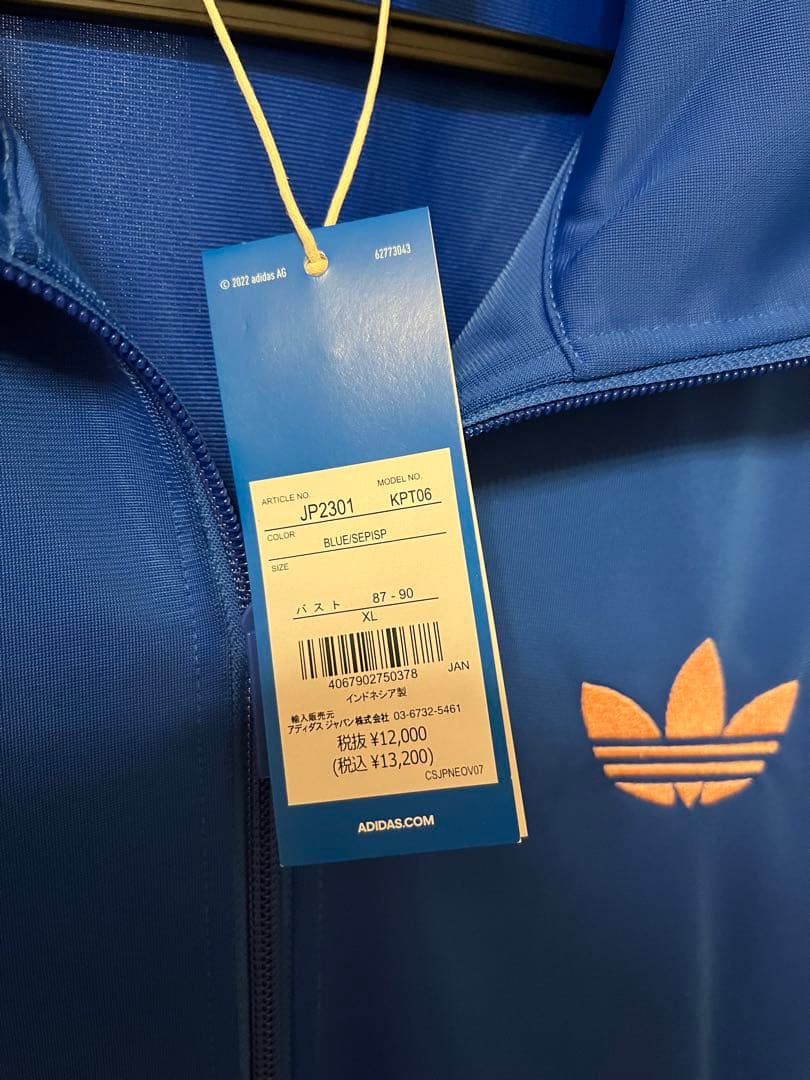 © 2022 adidas AG
62773043
ARTICLE NO.
JP2301
MODEL NO.
KPT06
COLOR
BLUE/SEPISP
SIZE
バスト 87 - 90
XL
4067902750378
JAN
インドネシア製
輸入販売元
アディダス ジャパン株式会社 03-6732-5461
税抜 ¥12,000
(税込 ¥13,200)
CSJPNEOV07
ADIDAS.COM